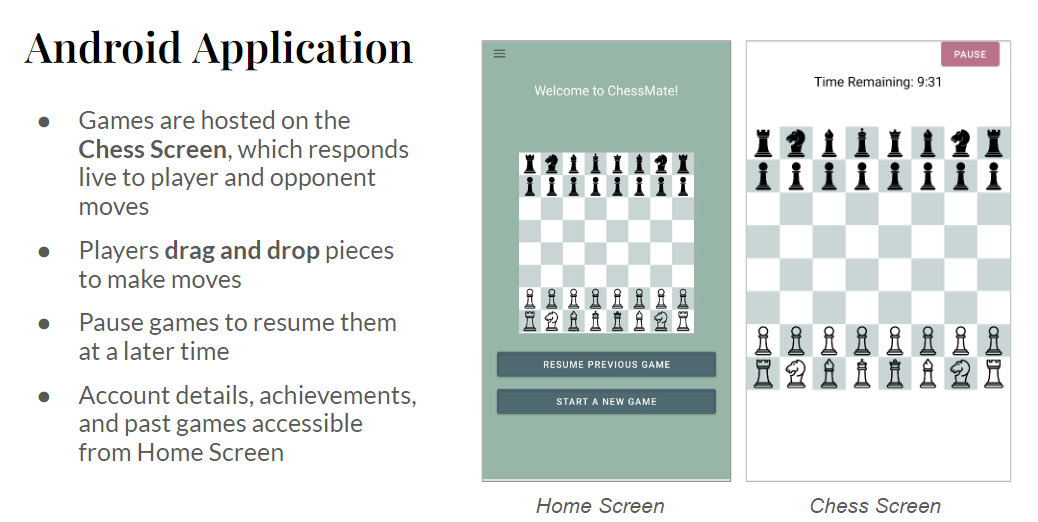 Android Application
● Games are hosted on the
Chess Screen, which responds
live to player and opponent
moves
● Players drag and drop pieces
to make moves
● Pause games to resume them
at a later time
● Account details, achievements,
and past games accessible
from Home Screen
Welcome to ChessMate!
RESUME PREVIOUS GAME
START A NEW GAME
Home Screen
PAUSE
Time Remaining: 9:31
Chess Screen